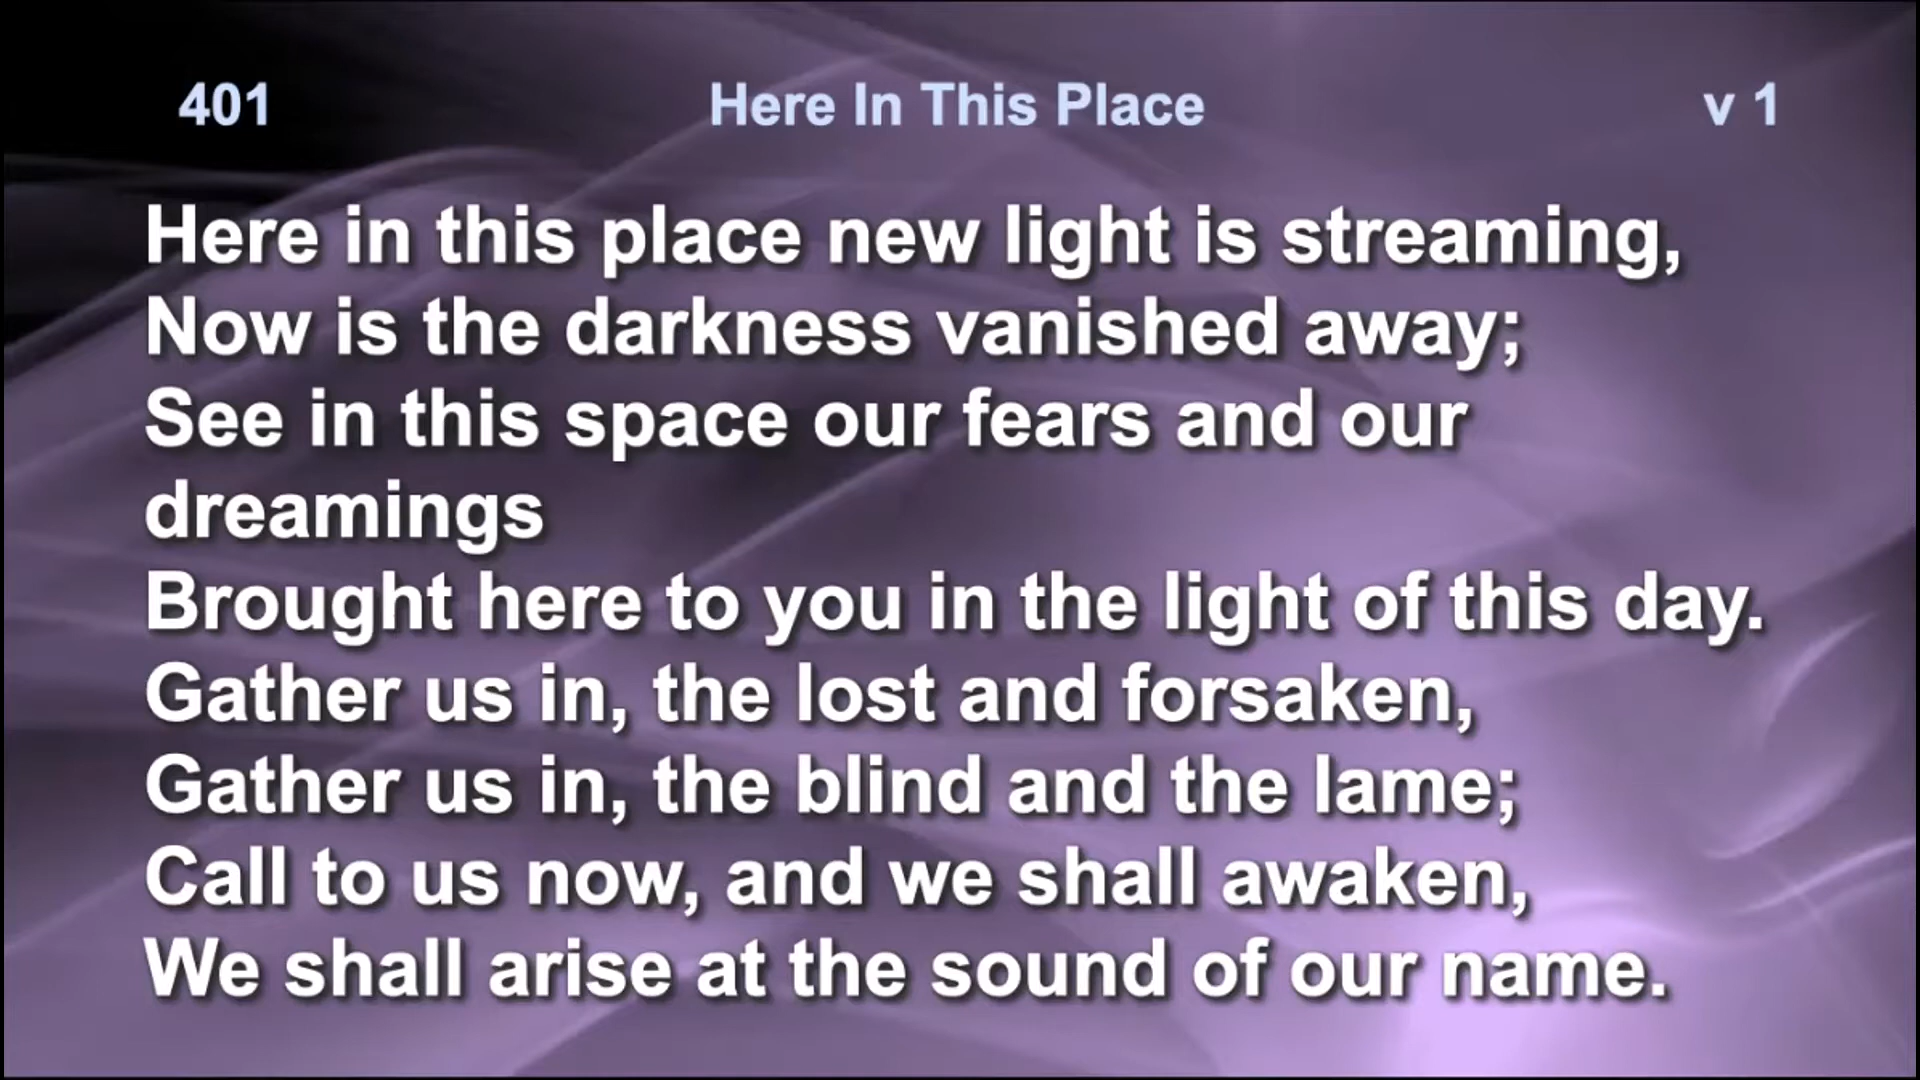 401 Here In This Place v 1
Here in this place new light is streaming,
Now is the darkness vanished away;
See in this space our fears and our
dreamings
Brought here to you in the light of this day.
Gather us in, the lost and forsaken,
Gather us in, the blind and the lame;
Call to us now, and we shall awaken,
We shall arise at the sound of our name.